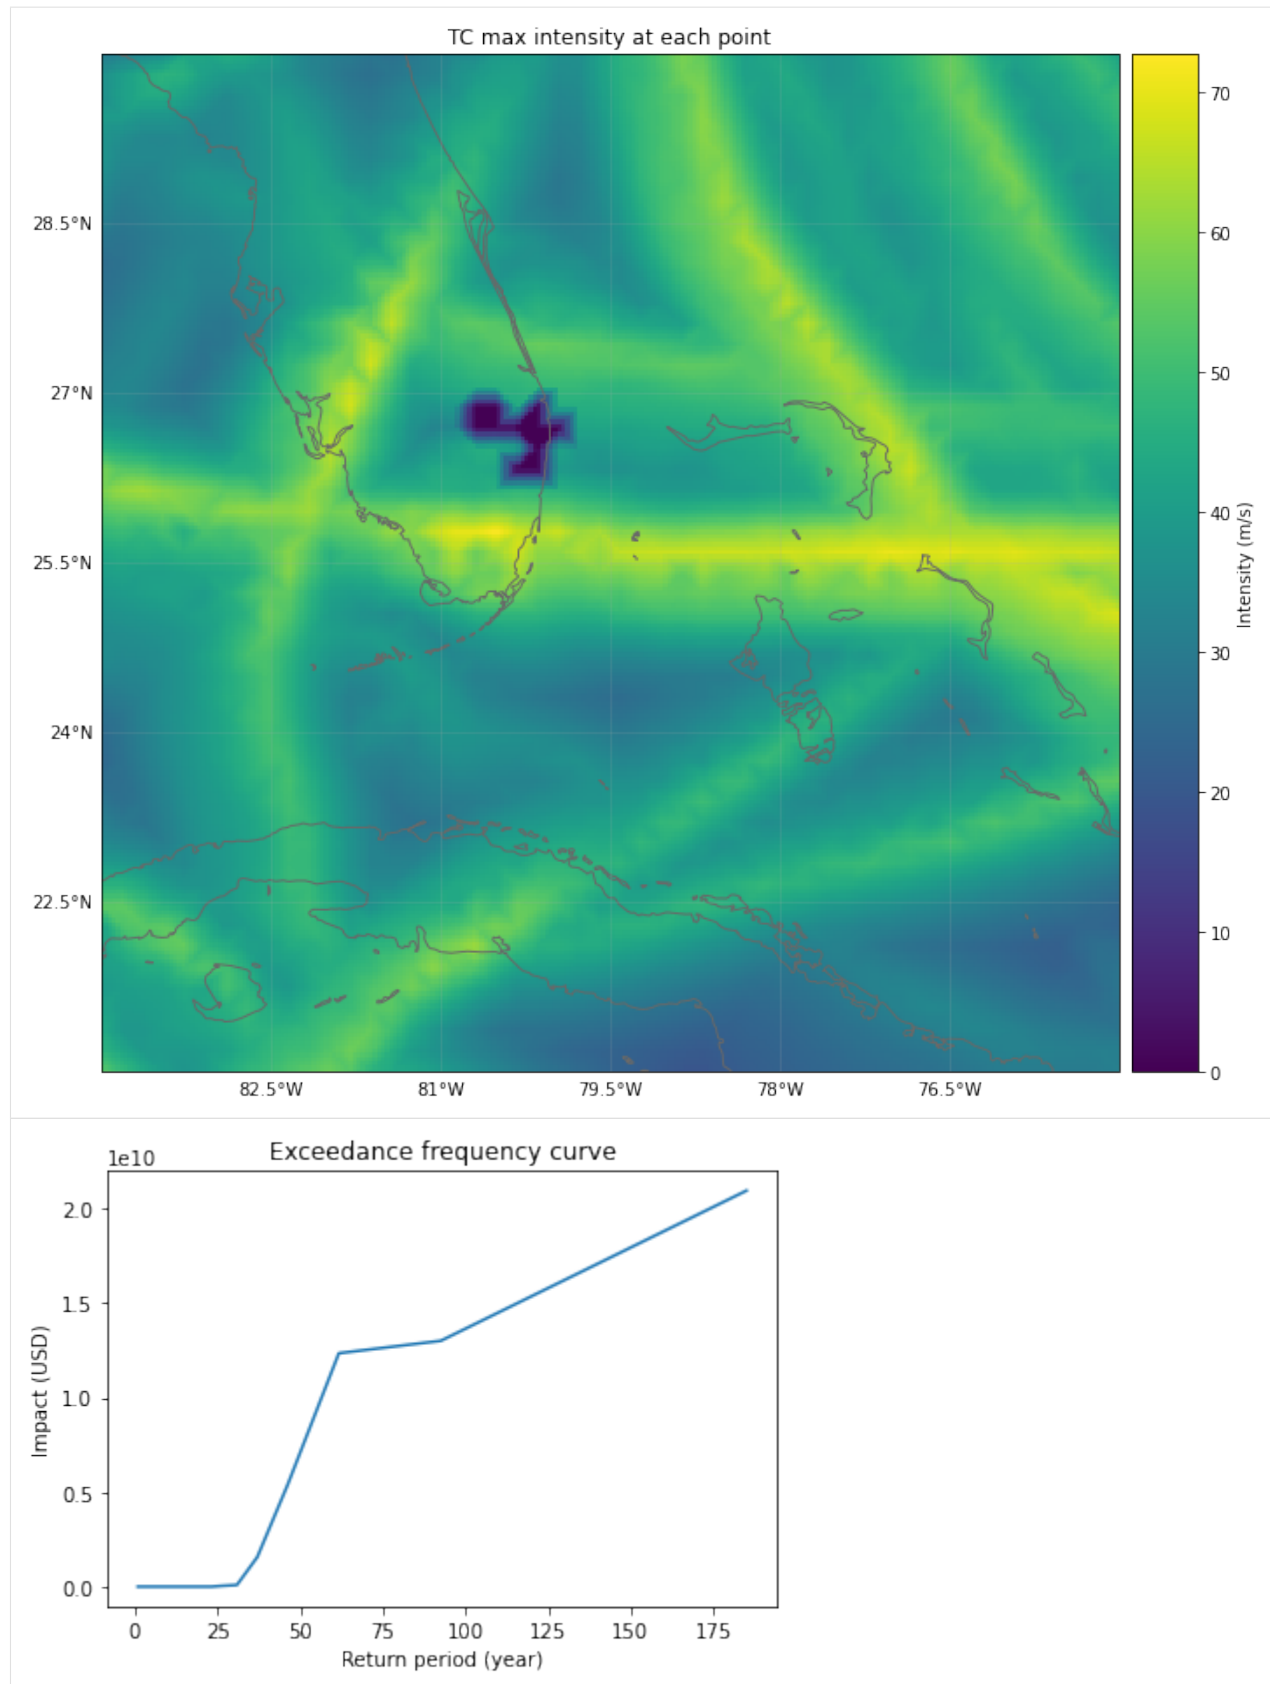 TC max intensity at each point
28.5°N
27°N
25.5°N
24°N
22.5°N
82.5°W
81°W
79.5°W
78°W
76.5°W
70
60
50
40
30
20
10
0
Intensity (m/s)
Exceedance frequency curve
1e10
2.0
1.5
1.0
0.5
0.0
Impact (USD)
0
25
50
75
100
125
150
175
Return period (year)